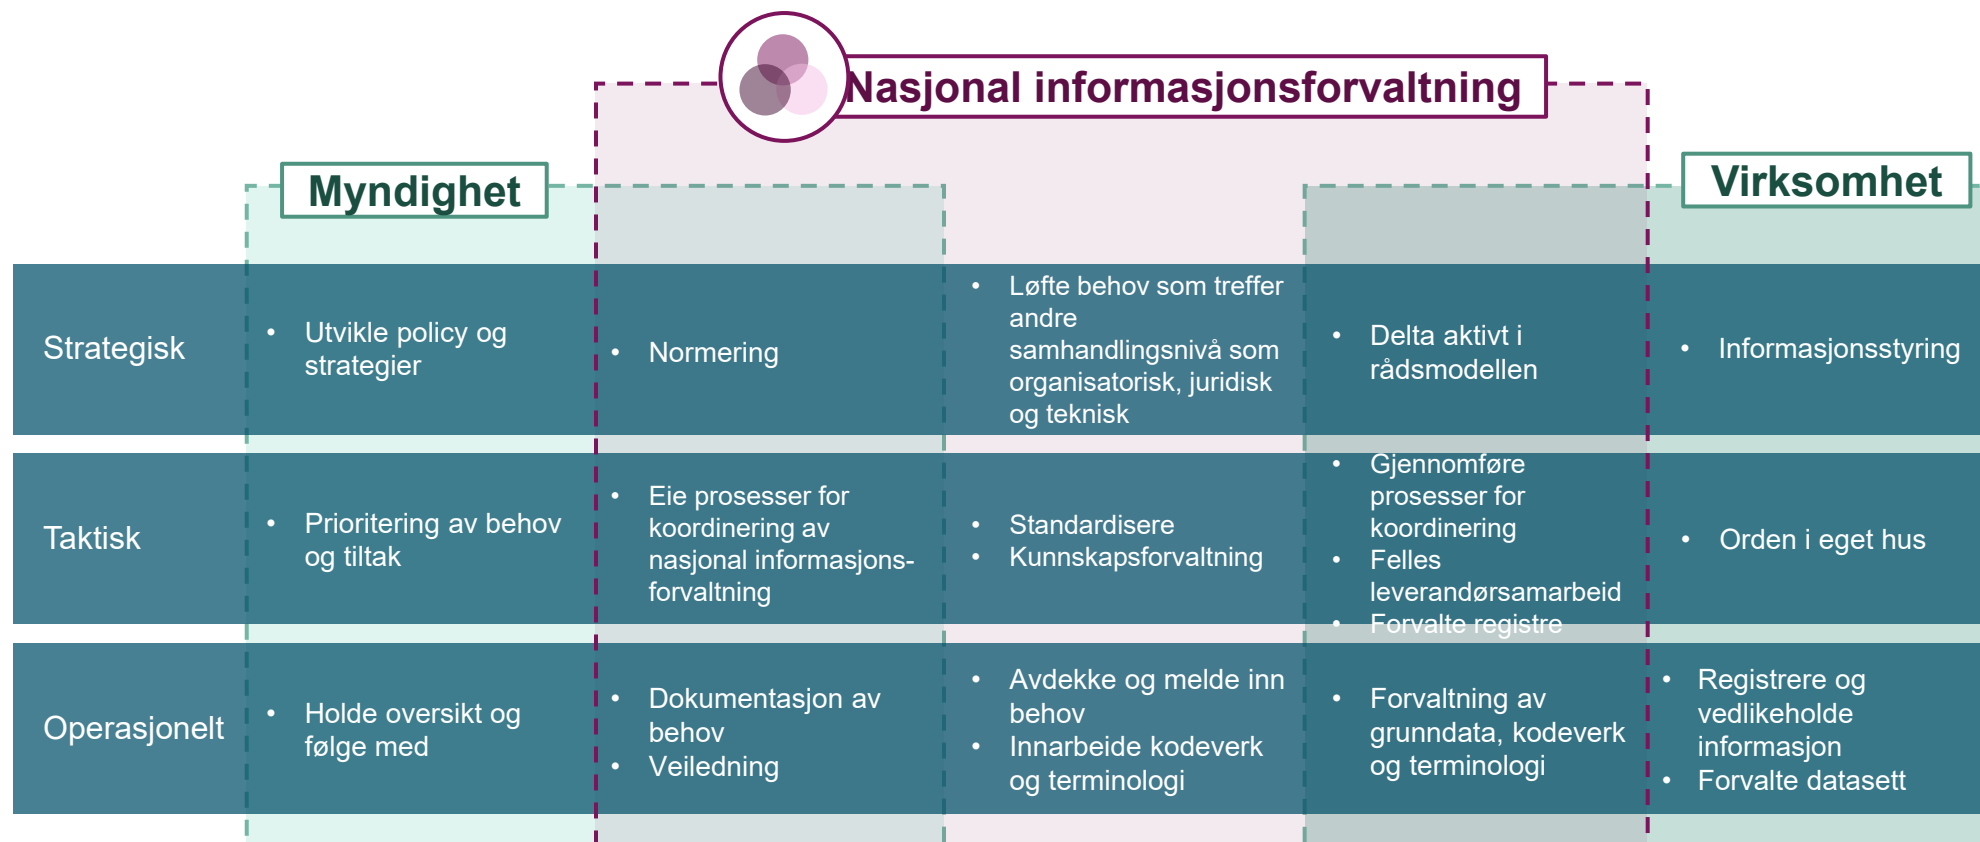 Nasjonal informasjonsforvaltning
Myndighet
Virksomhet
Strategisk
• Utvikle policy og
strategier
• Normering
• Løfte behov som treffer
andre
samhandlingsnivå som
organisatorisk, juridisk
og teknisk
• Delta aktivt i
rådsmodellen
• Informasjonsstyring
Taktisk
• Prioritering av behov
og tiltak
• Eie prosesser for
koordinering av
nasjonal informasjons-
forvaltning
• Standardisere
• Kunnskapsforvaltning
• Gjennomføre
prosesser for
koordinering
• Felles
leverandørsamarbeid
• Forvalte registre
• Orden i eget hus
Operasjonelt
• Holde oversikt og
følge med
• Dokumentasjon av
behov
• Veiledning
• Avdekke og melde inn
behov
• Innarbeide kodeverk
og terminologi
• Forvaltning av
grunndata, kodeverk
og terminologi
• Registrere og
vedlikeholde
informasjon
• Forvalte datasett